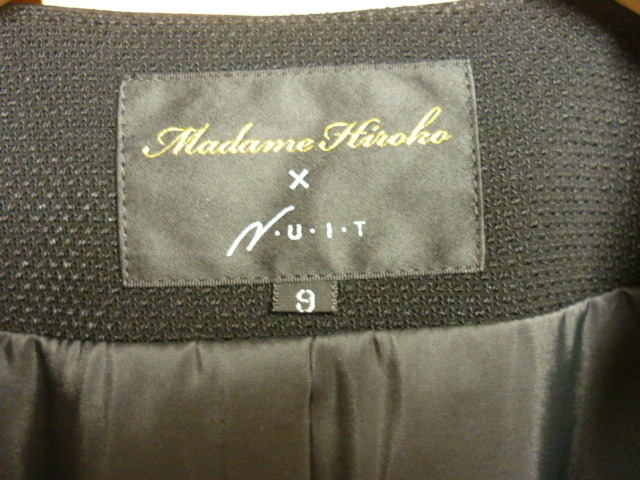 Madame Hiroko
×
N.U.I.T
9